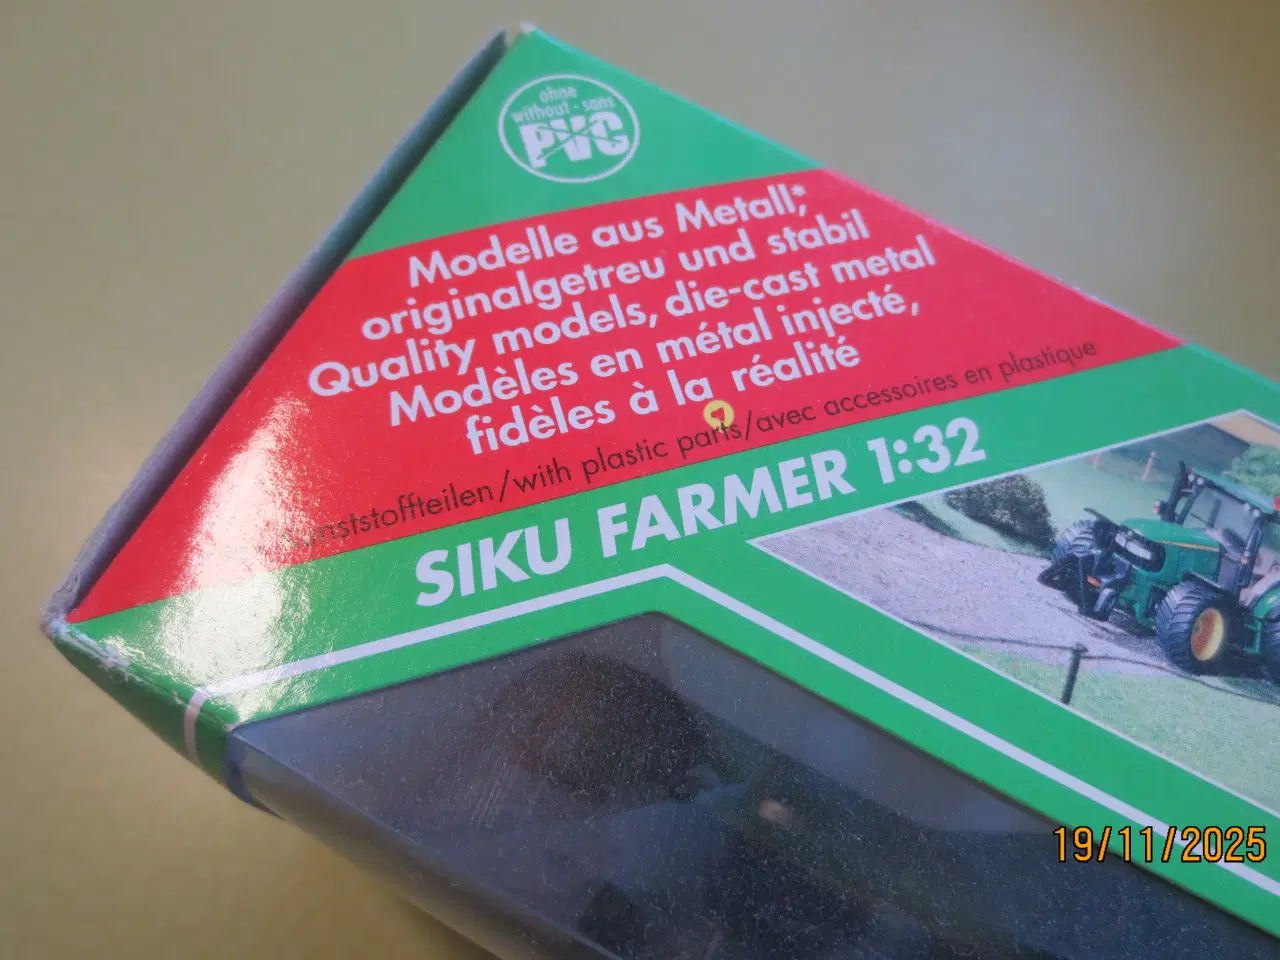 ohne
without · sans
PVC
Modelle aus Metall,*
originalgetreu und stabil
Quality models, die-cast metal
Modèles en métal injecté,
fidèles à la réalité
/with plastic parts/avec accessoires en plastique
SIKU FARMER 1:32
19/11/2025